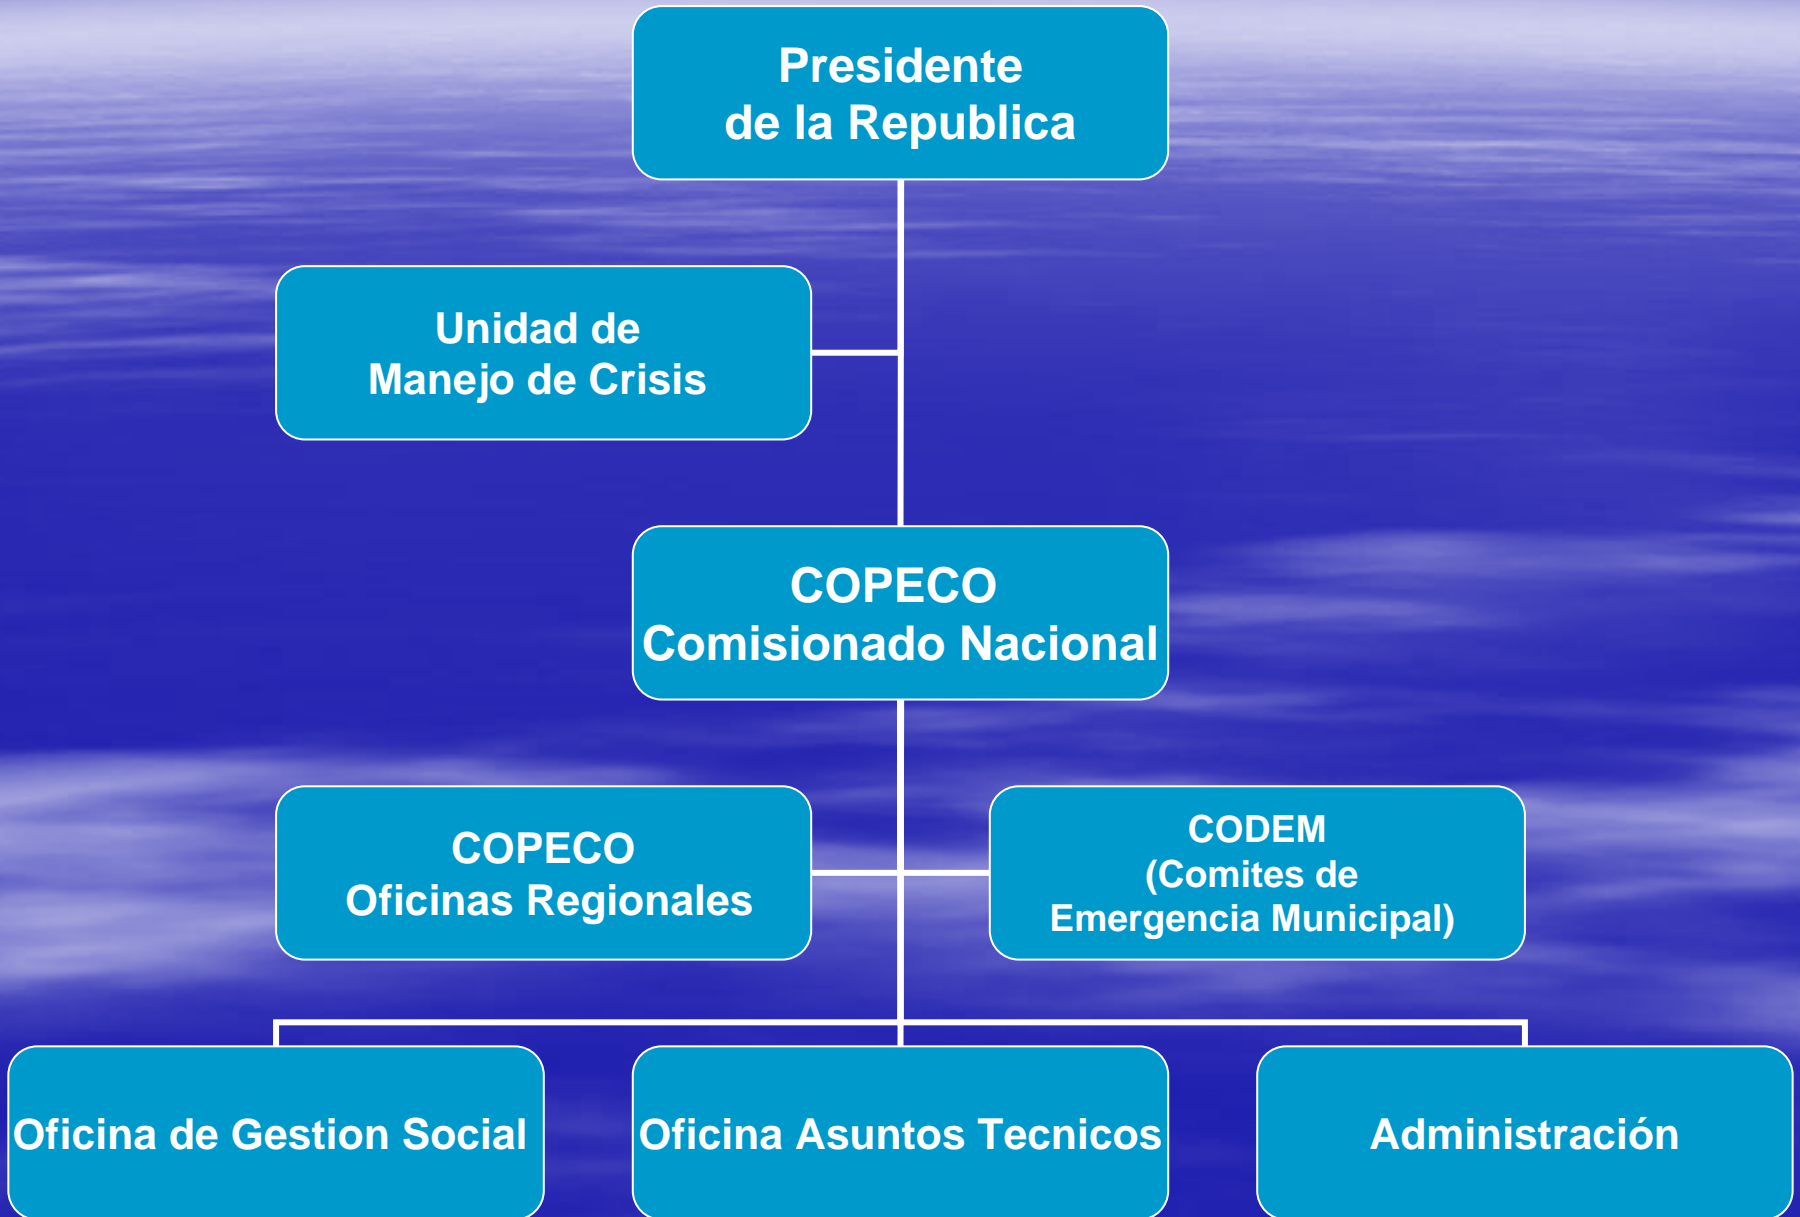 Presidente
de la Republica
Unidad de
Manejo de Crisis
COPECO
Comisionado Nacional
COPECO
Oficinas Regionales
CODEM
(Comites de
Emergencia Municipal)
Oficina de Gestion Social
Oficina Asuntos Tecnicos
Administración